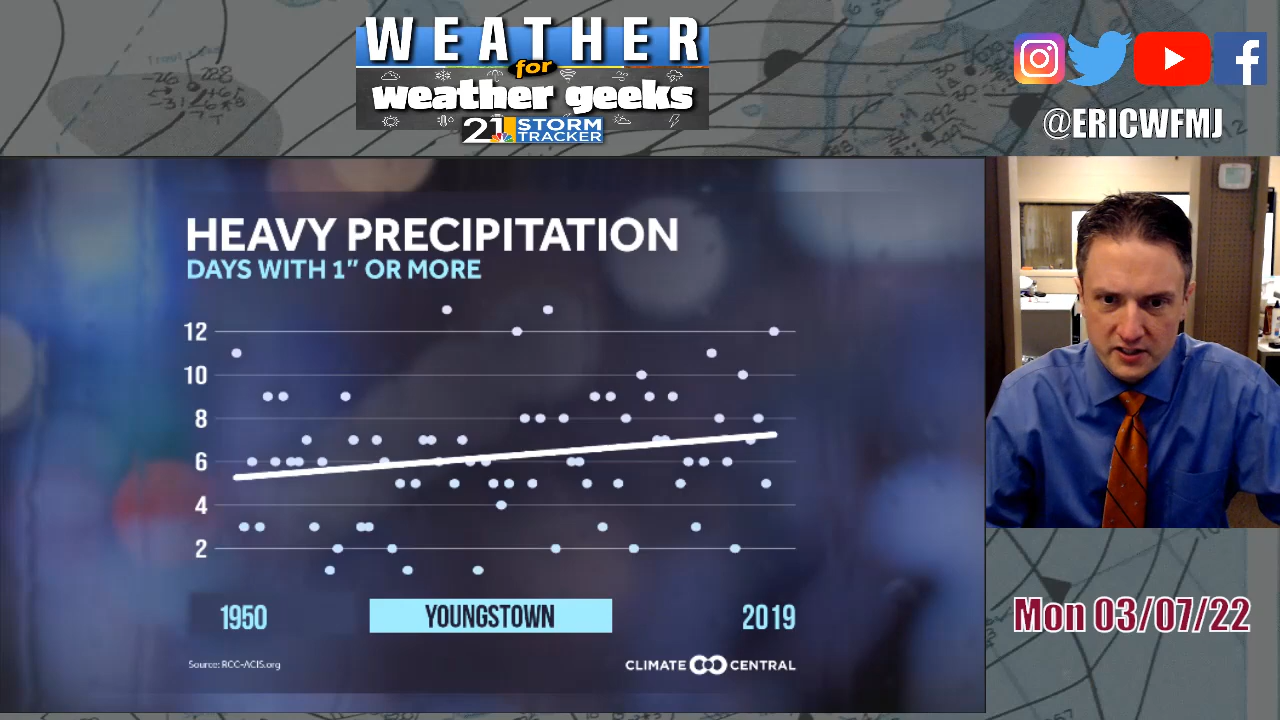 WEATHER
for
weather geeks
21 STORM
TRACKER
@ERICWFMJ
HEAVY PRECIPITATION
DAYS WITH 1" OR MORE
12
10
8
6
4
2
1950
YOUNGSTOWN
2019
Source: RCC-ACIS.org
CLIMATE CENTRAL
Mon 03/07/22